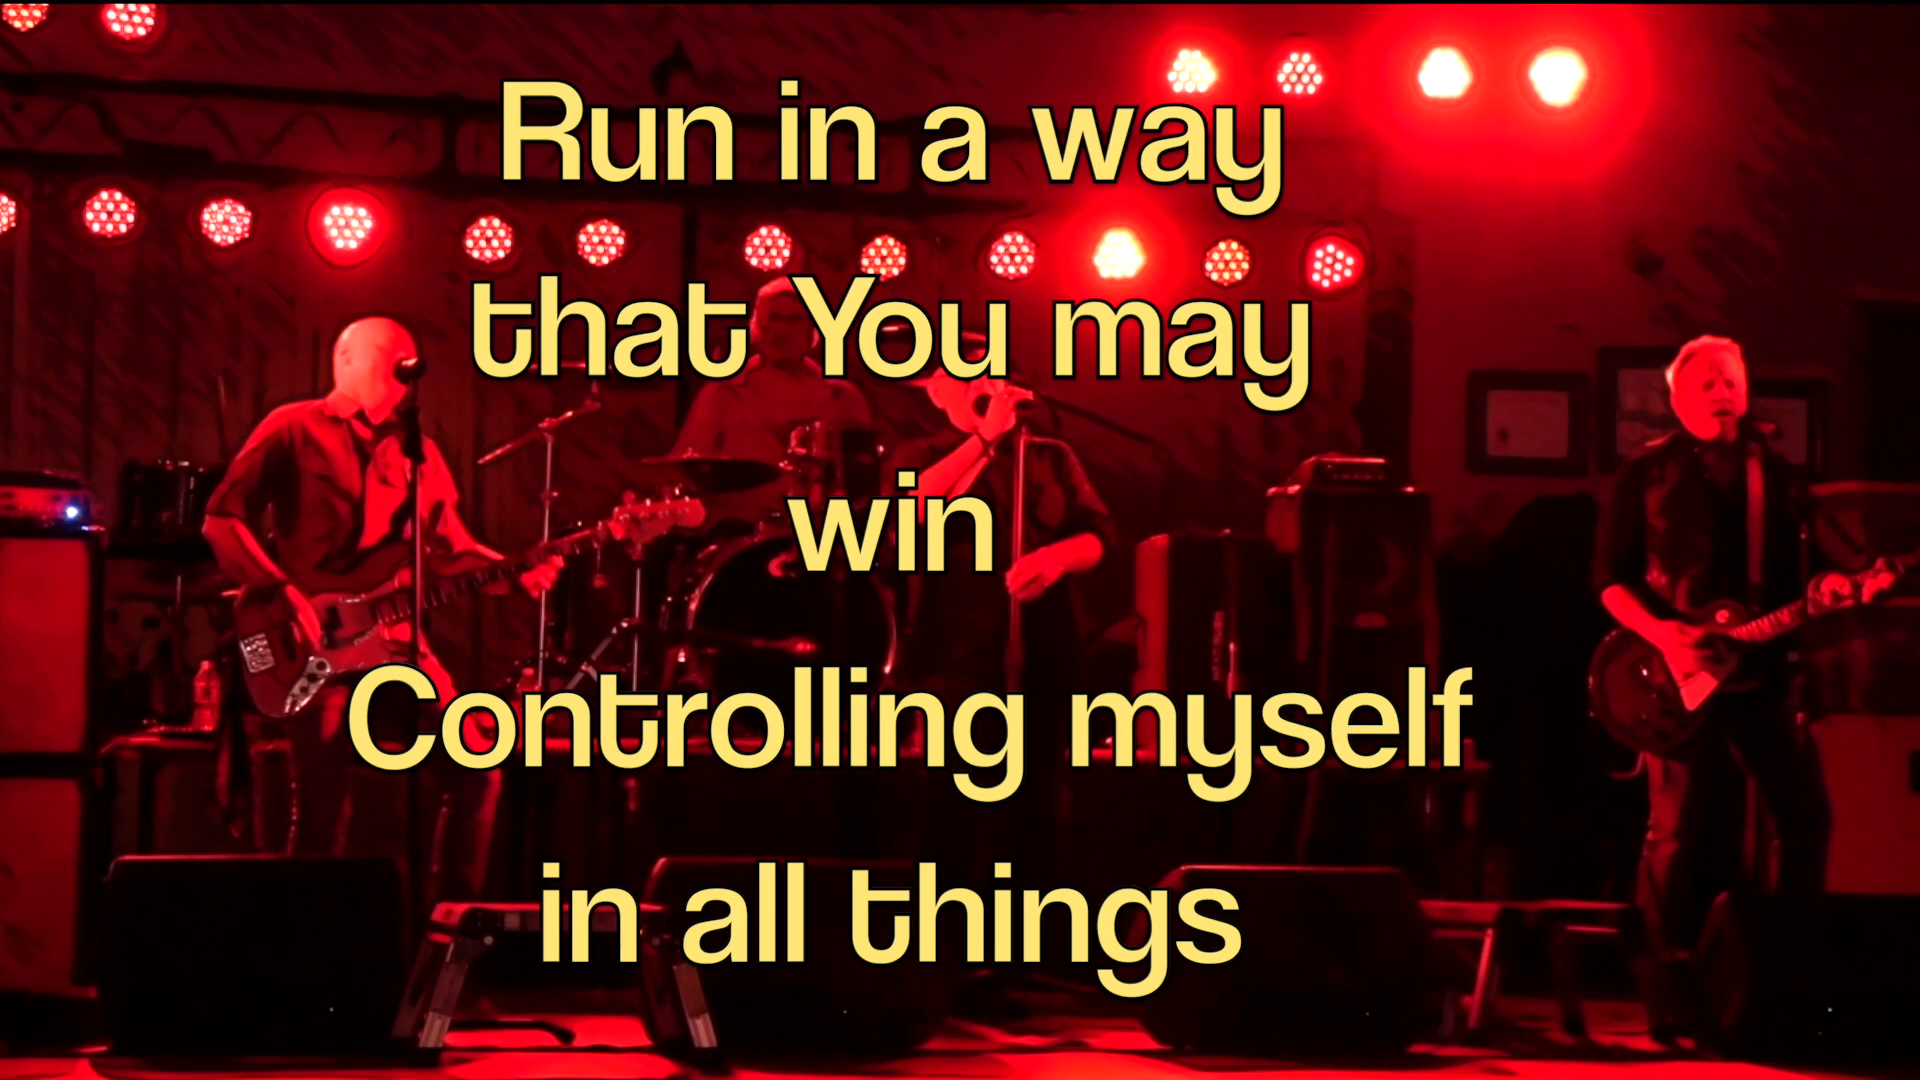 Run in a way
that You may
win
Controlling myself
in all things